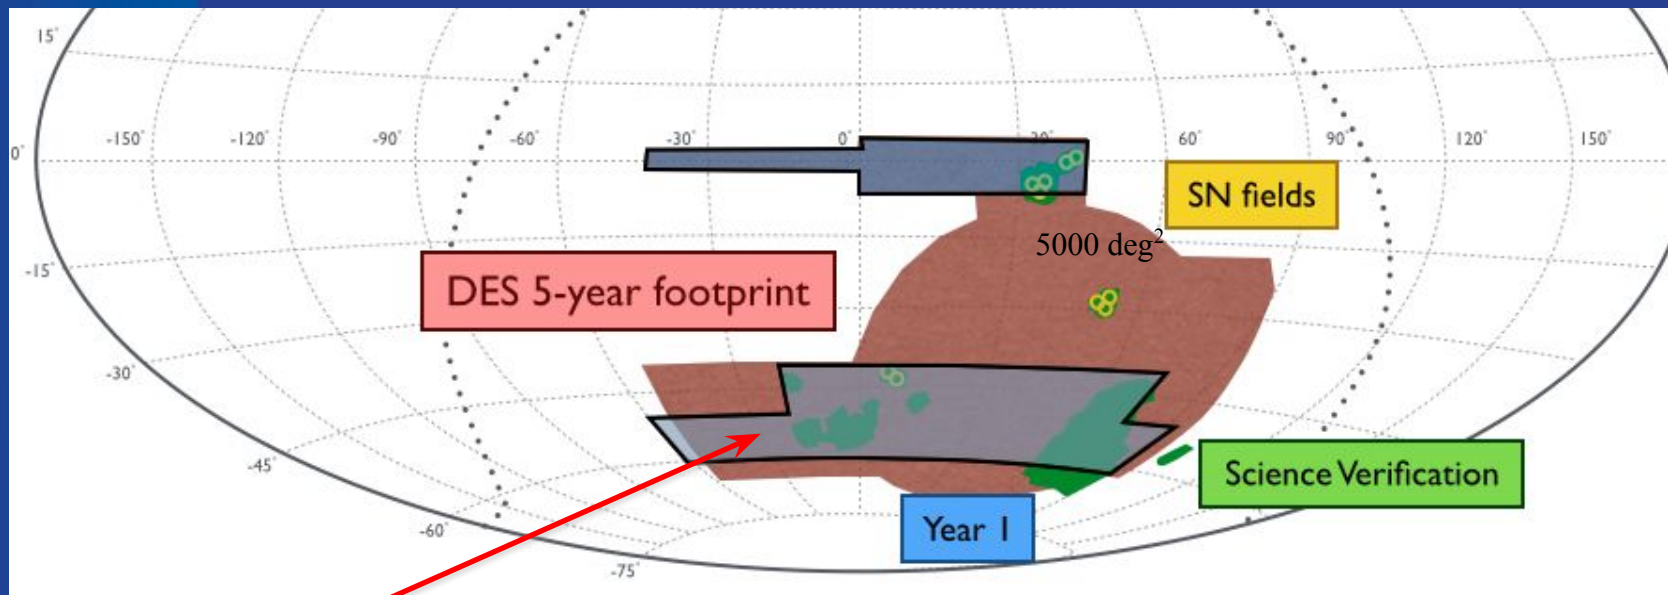 15°
-150° -120° -90° -60° -30° 0° 30° 60° 90° 120° 150°
0°
SN fields
5000 deg²
-15°
DES 5-year footprint
-30°
-45°
Science Verification
Year 1
-60°
-75°